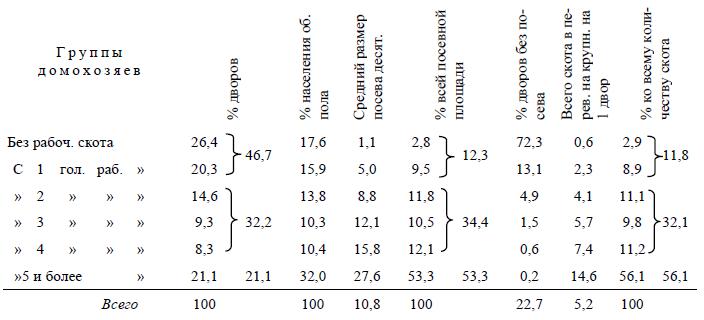 Группы домохозяев % дворов % населения об. пола Средний размер посева десят. % всей посевной площади % дворов без посева Всего скота в перев. на крупн. на 1 двор % ко всему количеству скота
Без рабоч. скота 26,4 17,6 1,1 2,8 72,3 0,6 2,9
46,7 12,3 11,8
С 1 гол. раб. » 20,3 15,9 5,0 9,5 13,1 2,3 8,9
» 2 » » » 14,6 13,8 8,8 11,8 4,9 4,1 11,1
» 3 » » » 9,3 32,2 10,3 12,1 10,5 34,4 1,5 5,7 9,8 32,1
» 4 » » » 8,3 10,4 15,8 12,1 0,6 7,4 11,2
»5 и более » 21,1 21,1 32,0 27,6 53,3 53,3 0,2 14,6 56,1 56,1
Всего 100 100 10,8 100 22,7 5,2 100